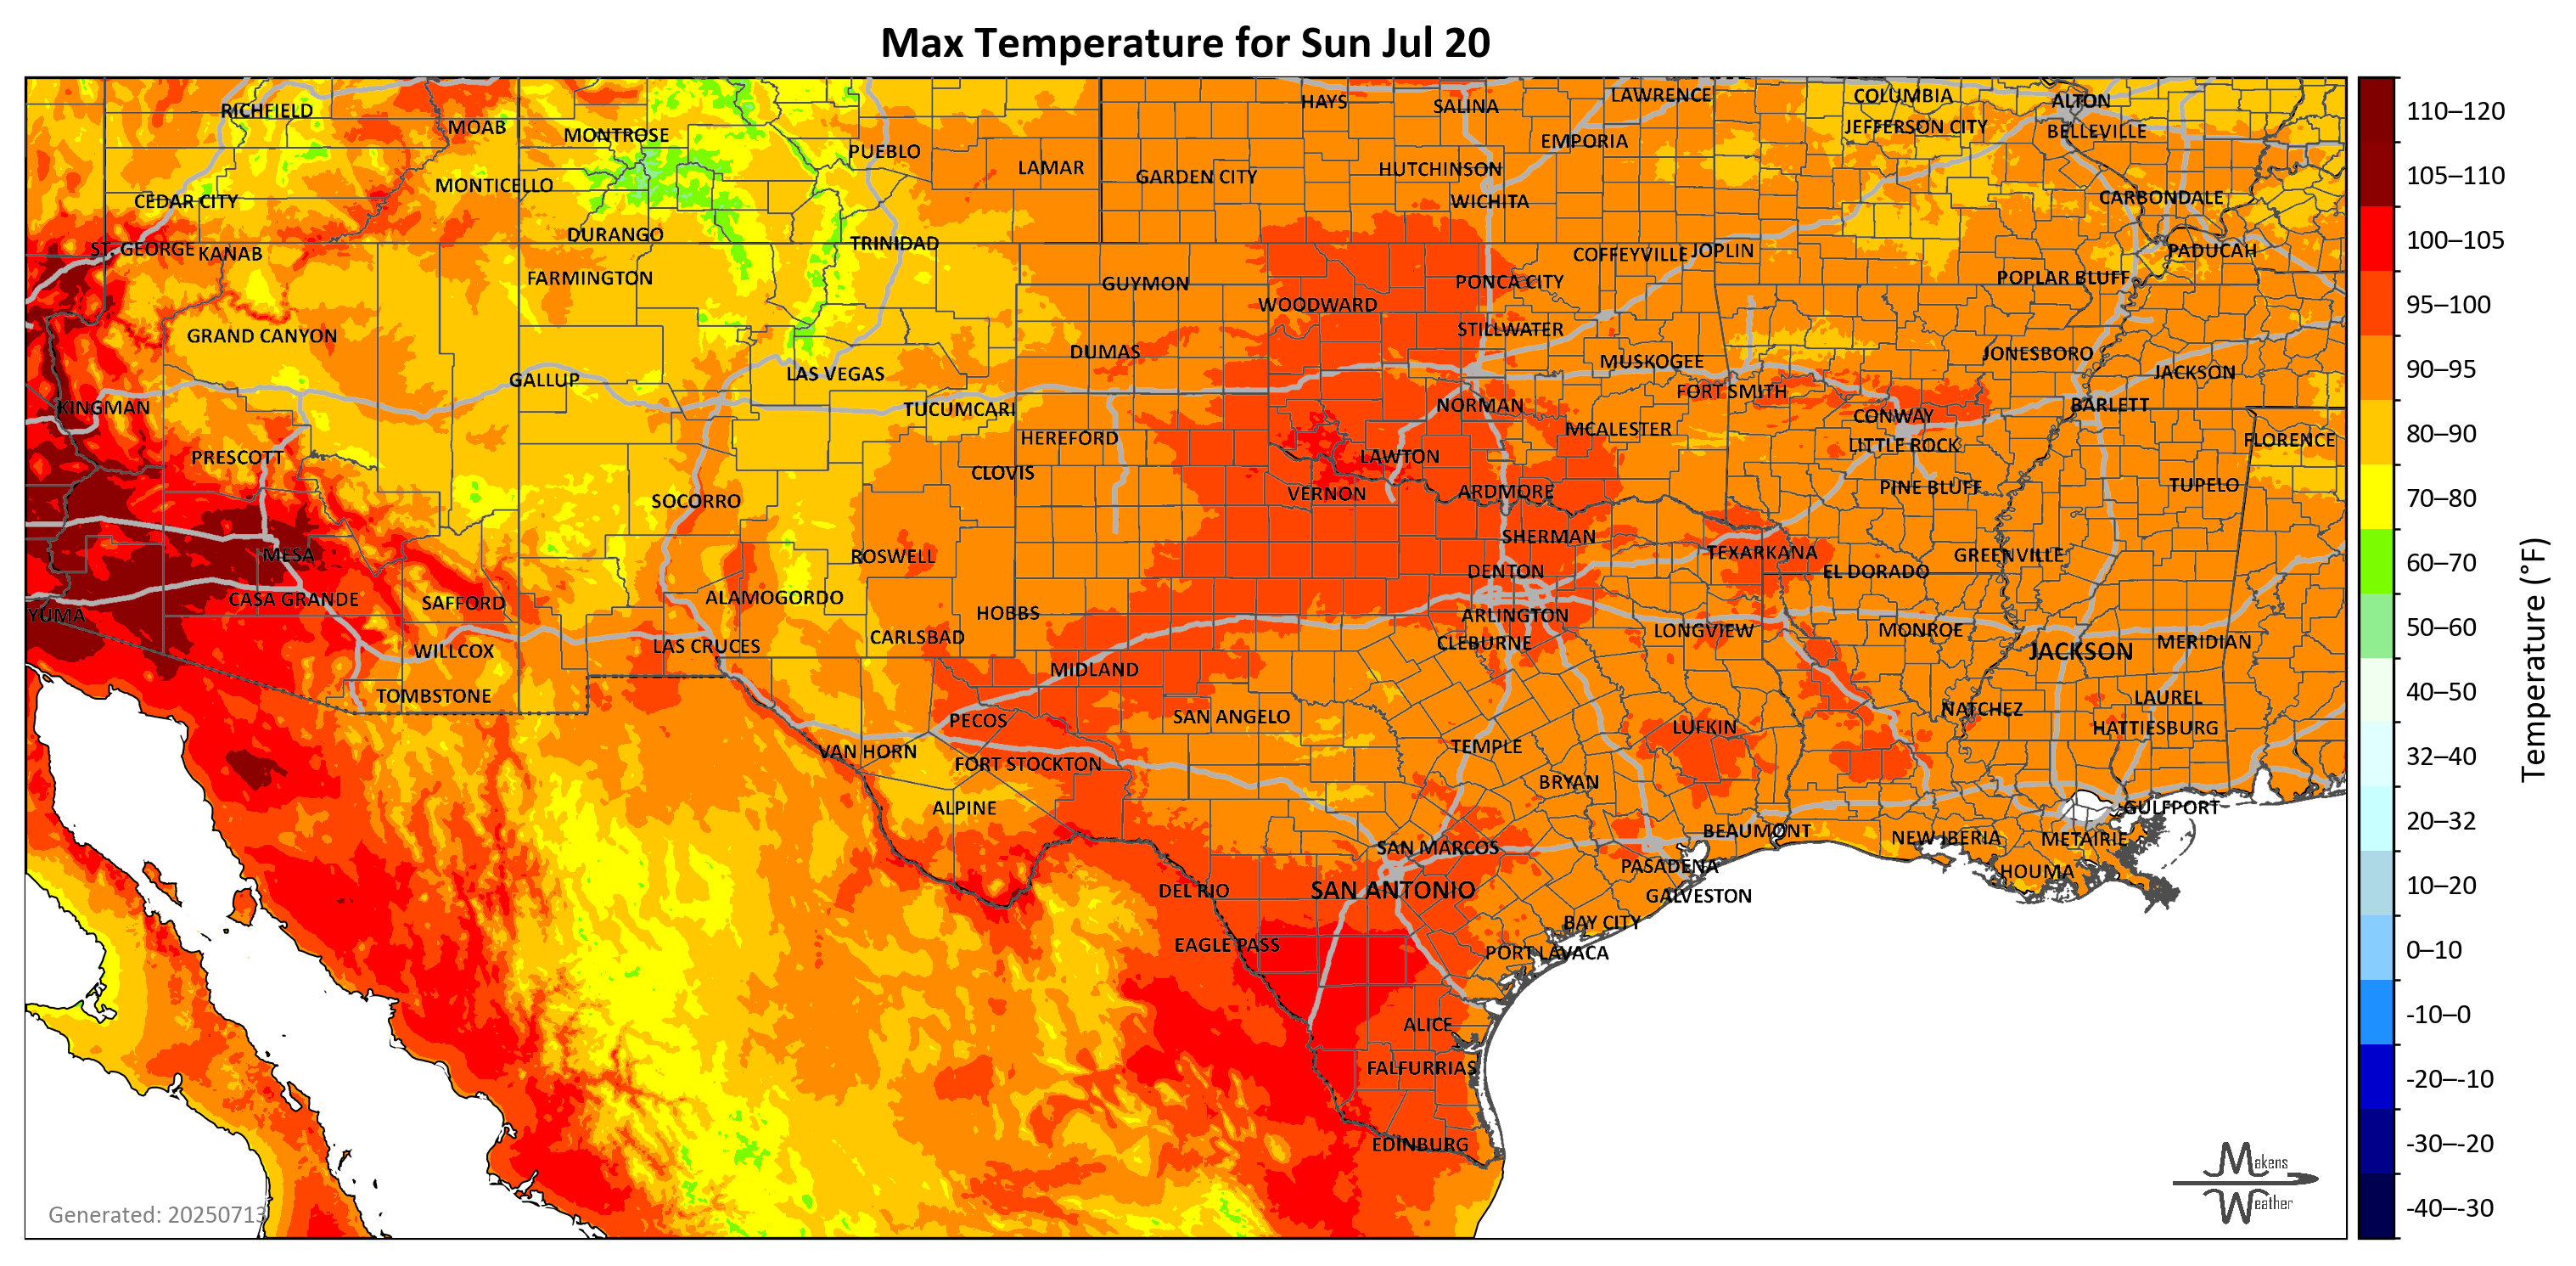 Max Temperature for Sun Jul 20
RICHFIELD
MOAB
MONTROSE
PUEBLO
LAMAR
HAYS
SALINA
LAWRENCE
COLUMBIA
ALTON
JEFFERSON CITY
BELLEVILLE
EMPORIA
GARDEN CITY
HUTCHINSON
WICHITA
CARBONDALE
MONTICELLO
CEDAR CITY
DURANGO
TRINIDAD
ST. GEORGE
KANAB
COFFEYVILLE
JOPLIN
PADUCAH
FARMINGTON
GUYMON
PONCA CITY
POPLAR BLUFF
WOODWARD
STILLWATER
GRAND CANYON
DUMAS
MUSKOGEE
JONESBORO
JACKSON
GALLUP
LAS VEGAS
FORT SMITH
KINGMAN
TUCUMCARI
NORMAN
CONWAY
BARLETT
HEREFORD
MCALESTER
LITTLE ROCK
FLORENCE
PRESCOTT
CLOVIS
LAWTON
SOCORRO
VERNON
ARDMORE
PINE BLUFF
TUPELO
MESA
ROSWELL
SHERMAN
TEXARKANA
GREENVILLE
DENTON
EL DORADO
CASA GRANDE
SAFFORD
ALAMOGORDO
HOBBS
ARLINGTON
YUMA
WILLCOX
LAS CRUCES
CARLSBAD
CLEBURNE
LONGVIEW
MONROE
JACKSON
MERIDIAN
MIDLAND
TOMBSTONE
PECOS
SAN ANGELO
LAUREL
NATCHEZ
LUFKIN
HATTIESBURG
VAN HORN
FORT STOCKTON
TEMPLE
BRYAN
ALPINE
GULFPORT
SAN MARCOS
BEAUMONT
NEW IBERIA
METAIRIE
PASADENA
HOUMA
DEL RIO
SAN ANTONIO
GALVESTON
BAY CITY
EAGLE PASS
PORT LAVACA
ALICE
FALFURRIAS
EDINBURG
Generated: 20250713
Makens
Weather
110–120
105–110
100–105
95–100
90–95
80–90
70–80
60–70
50–60
40–50
32–40
20–32
10–20
0–10
-10–0
-20–-10
-30–-20
-40–-30
Temperature (°F)